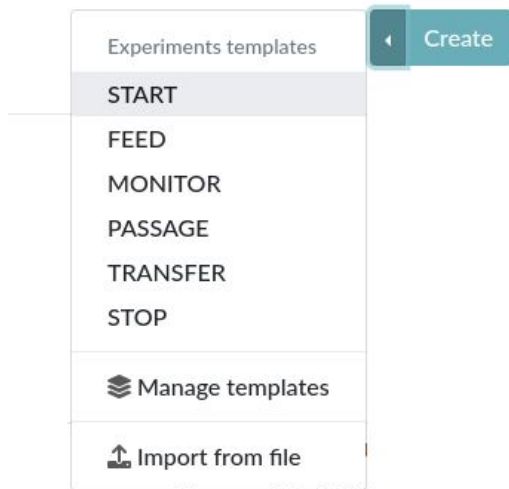 Experiments templates
Create
START
FEED
MONITOR
PASSAGE
TRANSFER
STOP
Manage templates
Import from file